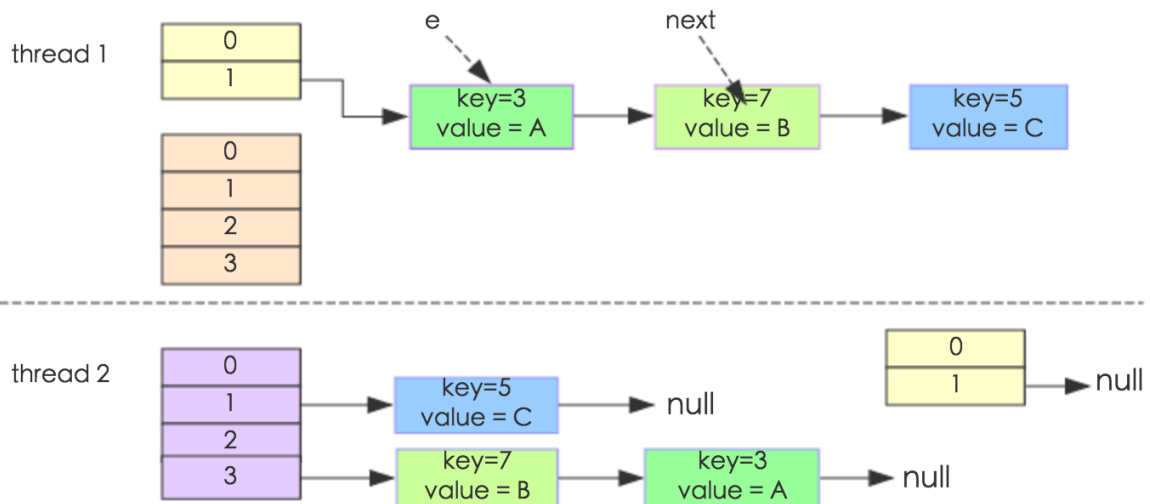 e
next
thread 1
0
1
key=3
value = A
key=7
value = B
key=5
value = C
0
1
2
3
thread 2
0
1
2
3
key=5
value = C
null
key=7
value = B
key=3
value = A
null
0
1
null